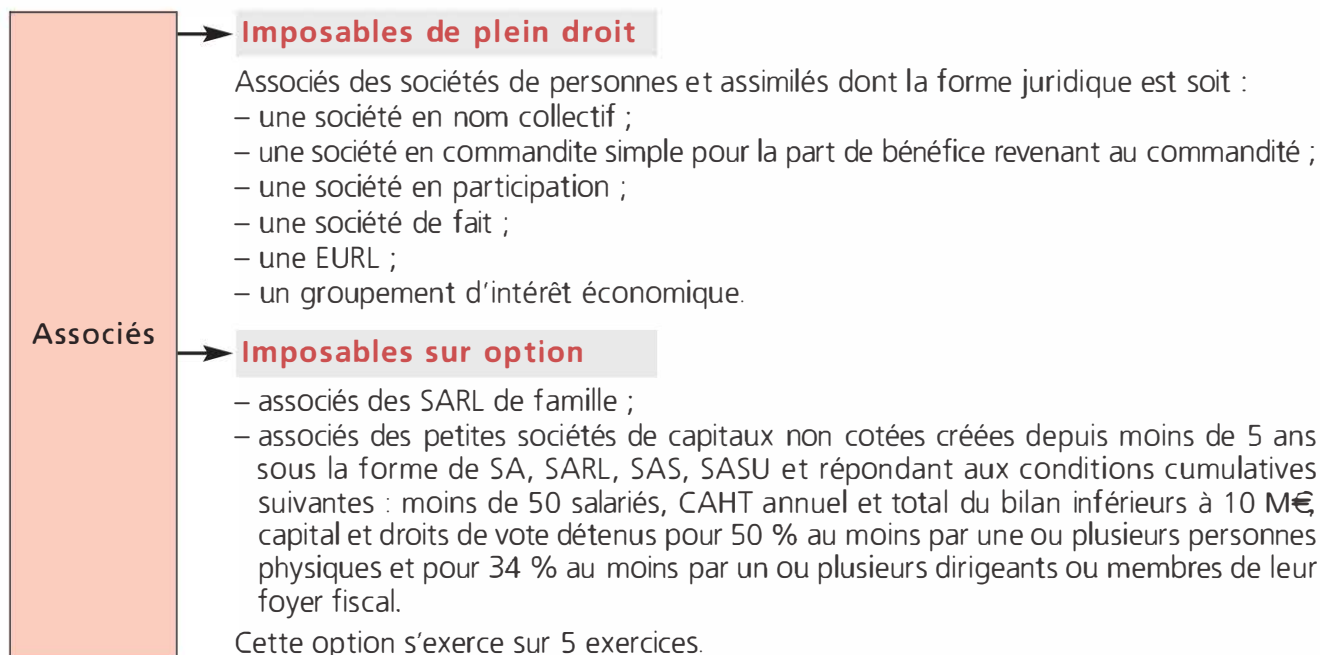 Imposables de plein droit
Associés des sociétés de personnes et assimilés dont la forme juridique est soit :
– une société en nom collectif ;
– une société en commandite simple pour la part de bénéfice revenant au commandité ;
– une société en participation ;
– une société de fait ;
– une EURL ;
– un groupement d'intérêt économique.
Associés
Imposables sur option
– associés des SARL de famille ;
– associés des petites sociétés de capitaux non cotées créées depuis moins de 5 ans
sous la forme de SA, SARL, SAS, SASU et répondant aux conditions cumulatives
suivantes : moins de 50 salariés, CAHT annuel et total du bilan inférieurs à 10 M€,
capital et droits de vote détenus pour 50 % au moins par une ou plusieurs personnes
physiques et pour 34 % au moins par un ou plusieurs dirigeants ou membres de leur
foyer fiscal.
Cette option s'exerce sur 5 exercices.